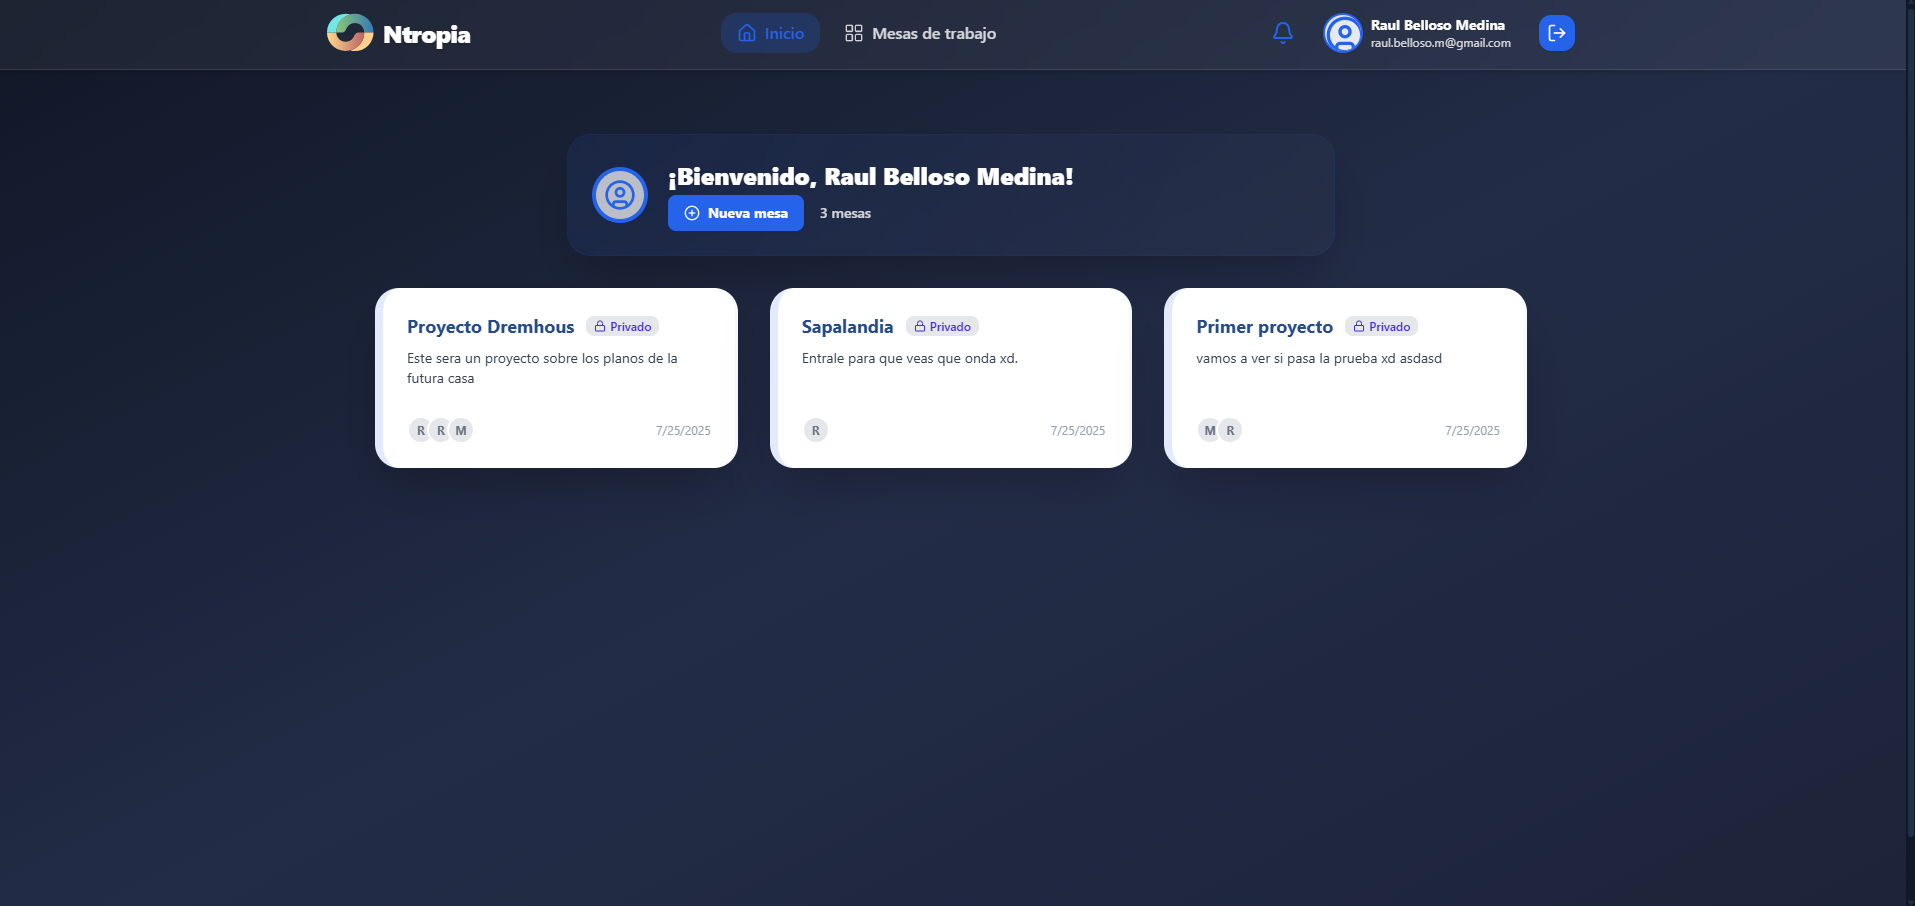 Ntropia
Inicio
Mesas de trabajo
Raul Belloso Medina
raul.belloso.m@gmail.com
¡Bienvenido, Raul Belloso Medina!
Nueva mesa
3 mesas
Proyecto Dremhous
Privado
Este sera un proyecto sobre los planos de la
futura casa
R R M
7/25/2025
Sapalandia
Privado
Entrale para que veas que onda xd.
R
7/25/2025
Primer proyecto
Privado
vamos a ver si pasa la prueba xd asdasd
M R
7/25/2025